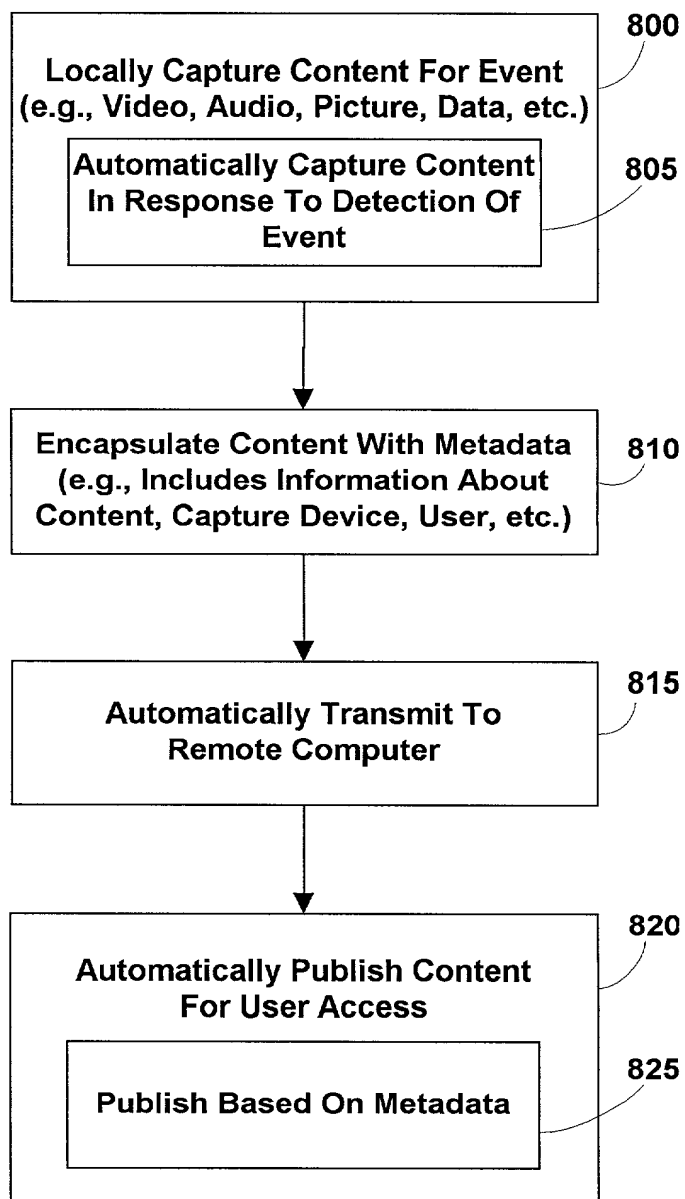 800
Locally Capture Content For Event
(e.g., Video, Audio, Picture, Data, etc.)
805
Automatically Capture Content
In Response To Detection Of
Event
810
Encapsulate Content With Metadata
(e.g., Includes Information About
Content, Capture Device, User, etc.)
815
Automatically Transmit To
Remote Computer
820
Automatically Publish Content
For User Access
825
Publish Based On Metadata